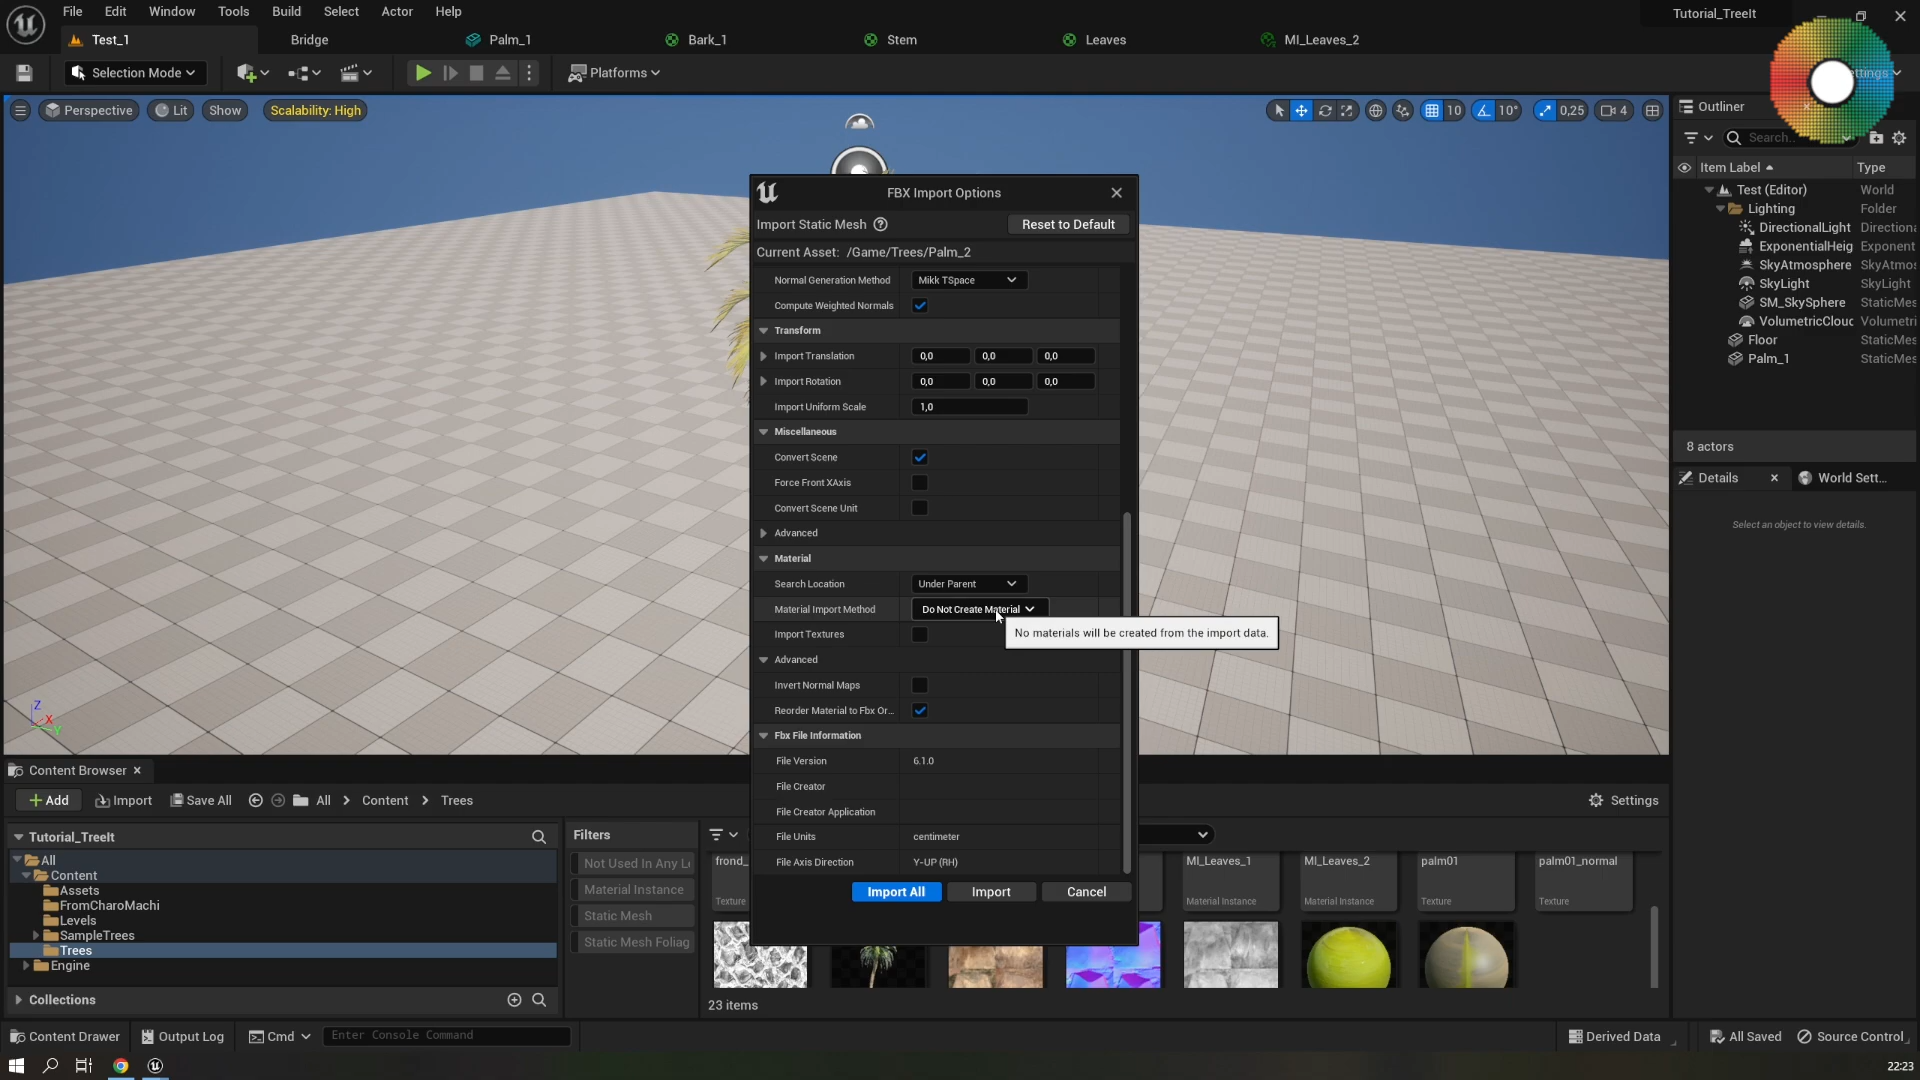 File Edit Window Tools Build Select Actor Help
Tutorial_TreeIt
Test_1 Bridge Palm_1 Bark_1 Stem Leaves MI_Leaves_2
Selection Mode Platforms
ettings
Perspective Lit Show Scalability: High
10 10° 0,25 4
Outliner
Search
Item Label Type
Test (Editor) World
Lighting Folder
DirectionalLight Directiona
ExponentialHeig Exponent
SkyAtmosphere SkyAtmos
SkyLight SkyLight
SM_SkySphere StaticMes
VolumetricCloud Volumetri
Floor StaticMes
Palm_1 StaticMes
8 actors
Details World Sett...
Select an object to view details.
FBX Import Options
Import Static Mesh Reset to Default
Current Asset: /Game/Trees/Palm_2
Normal Generation Method Mikk TSpace
Compute Weighted Normals
Transform
Import Translation 0,0 0,0 0,0
Import Rotation 0,0 0,0 0,0
Import Uniform Scale 1,0
Miscellaneous
Convert Scene
Force Front XAxis
Convert Scene Unit
Advanced
Material
Search Location Under Parent
Material Import Method Do Not Create Material
No materials will be created from the import data.
Import Textures
Advanced
Invert Normal Maps
Reorder Material to Fbx Or...
Fbx File Information
File Version 6.1.0
File Creator
File Creator Application
File Units centimeter
File Axis Direction Y-UP (RH)
Import All Import Cancel
Z
X
Y
Content Browser
Add Import Save All All Content Trees Settings
Tutorial_TreeIt
All
Content
Assets
FromCharoMachi
Levels
SampleTrees
Trees
Engine
Collections
Filters
Not Used In Any Le
Material Instance
Static Mesh
Static Mesh Foliag
frond_ MI_Leaves_1 MI_Leaves_2 palm01 palm01_normal
Texture Material Instance Material Instance Texture Texture
23 items
Content Drawer Output Log Cmd Enter Console Command Derived Data All Saved Source Control
22:23